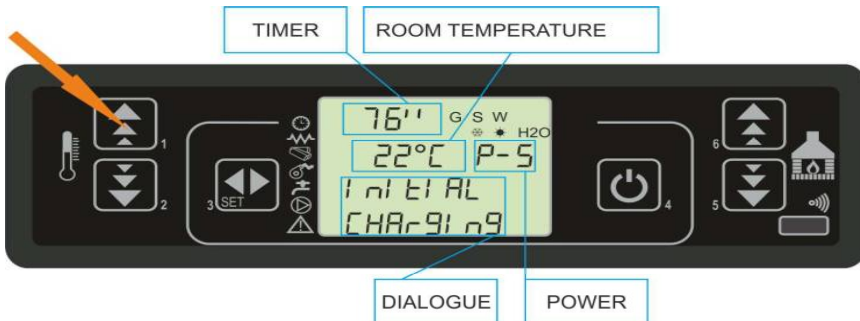 TIMER ROOM TEMPERATURE
76'' G S W
H2O
22°C P-5
1 6
INITIAL
2 3 SET 4 5
CHArgIng
DIALOGUE POWER